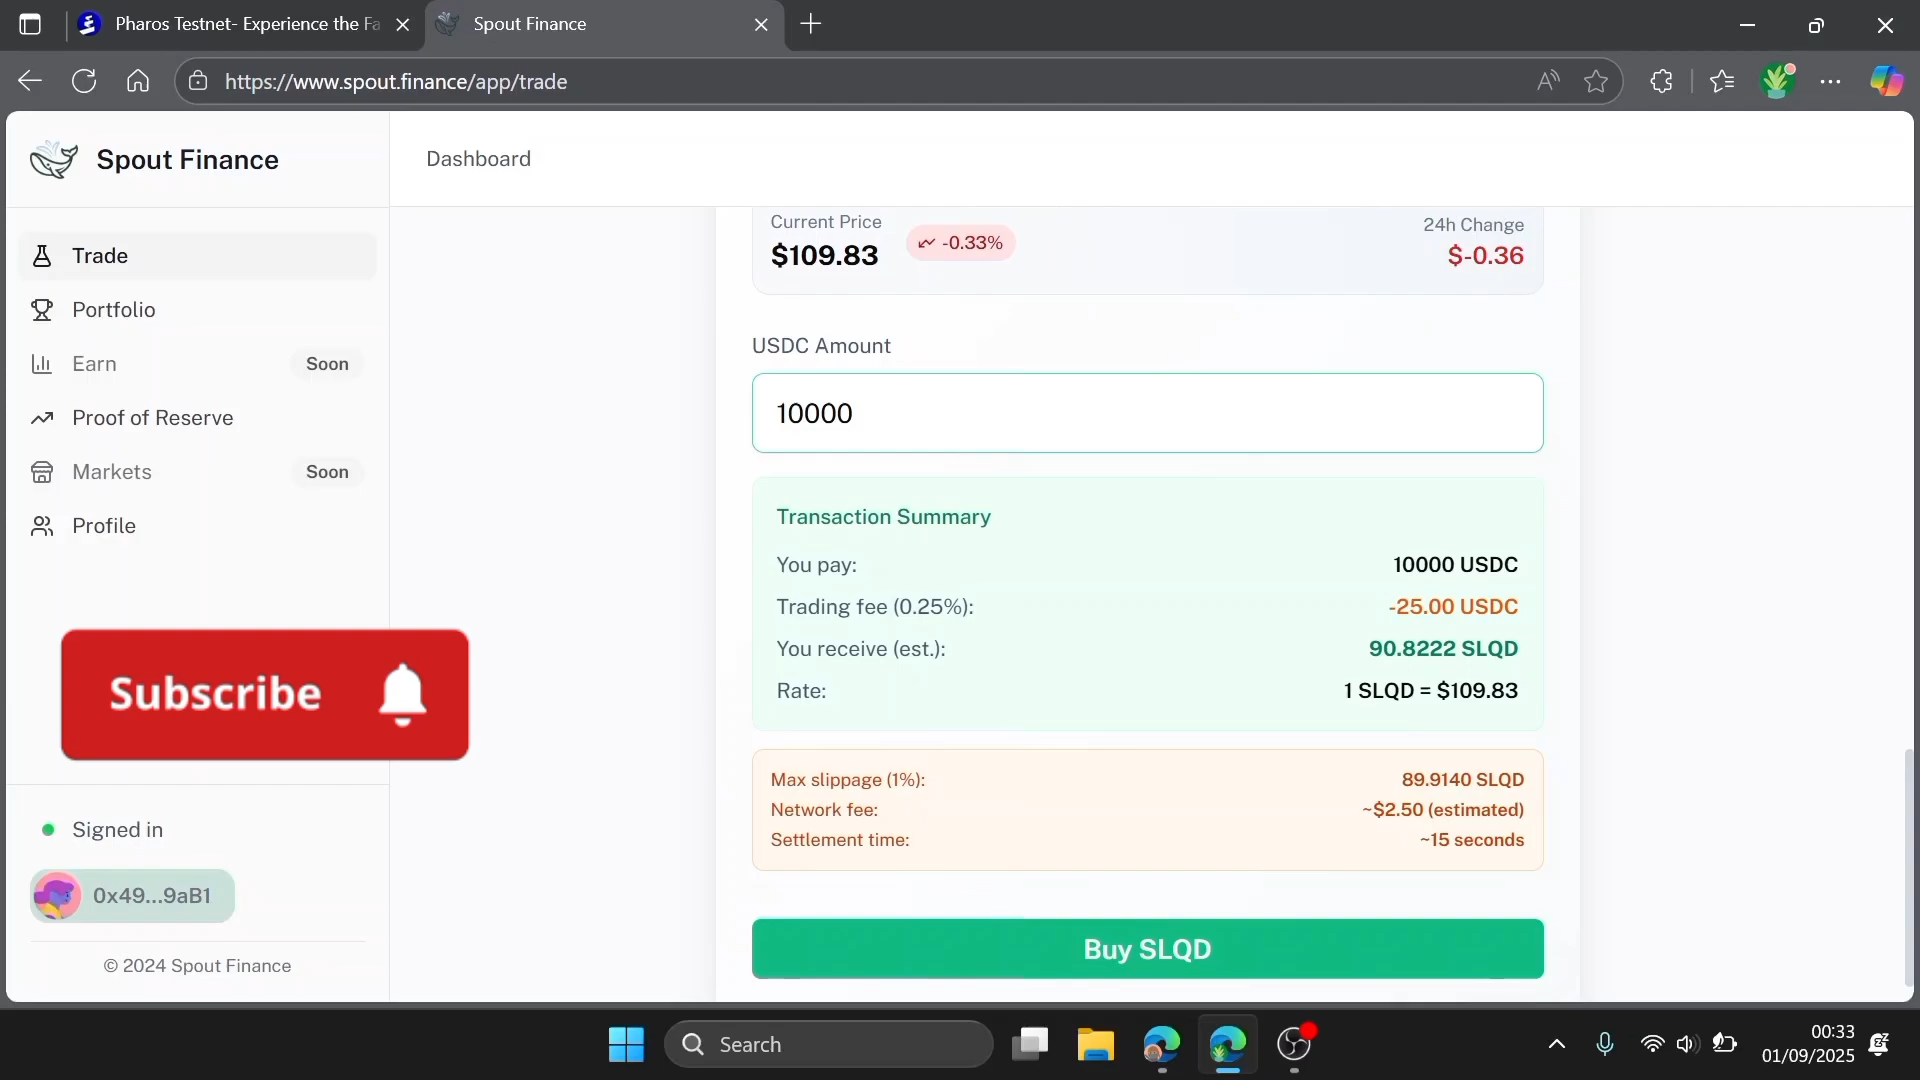 Pharos Testnet- Experience the Fa
Spout Finance
https://www.spout.finance/app/trade
Spout Finance
Dashboard
Trade
Portfolio
Earn Soon
Proof of Reserve
Markets Soon
Profile
Subscribe
Signed in
0x49...9aB1
© 2024 Spout Finance
Current Price
$109.83
-0.33%
24h Change
$-0.36
USDC Amount
10000
Transaction Summary
You pay: 10000 USDC
Trading fee (0.25%): -25.00 USDC
You receive (est.): 90.8222 SLQD
Rate: 1 SLQD = $109.83
Max slippage (1%): 89.9140 SLQD
Network fee: ~$2.50 (estimated)
Settlement time: ~15 seconds
Buy SLQD
Search
00:33
01/09/2025